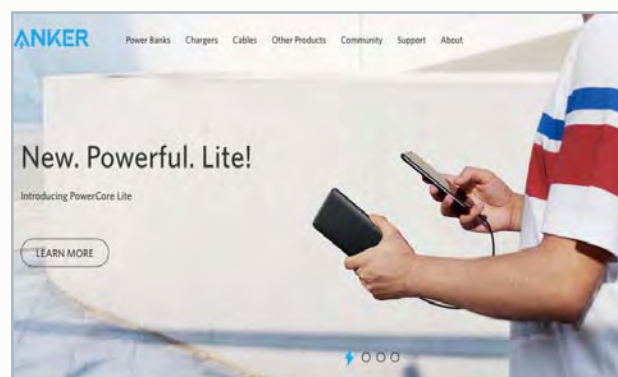 ANKER
Power Banks Chargers Cables Other Products Community Support About
New. Powerful. Lite!
Introducing PowerCore Lite
LEARN MORE